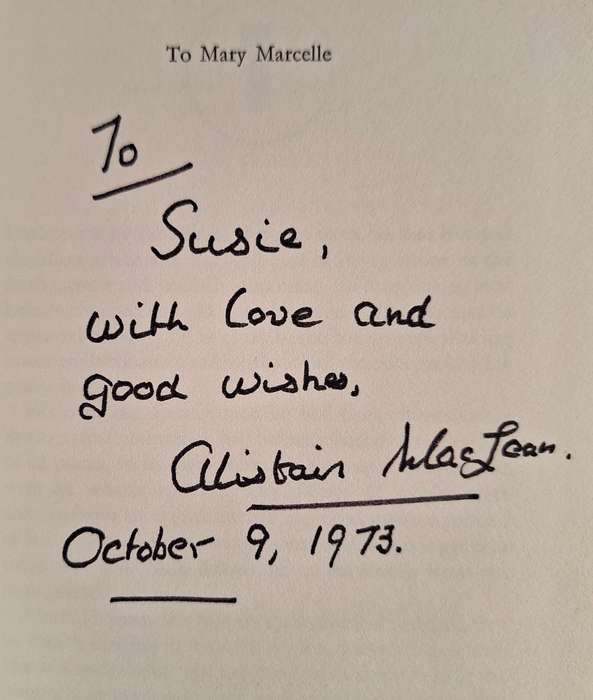 To Mary Marcelle
To
Susie,
with love and
good wishes,
Alistair MacLean.
October 9, 1973.